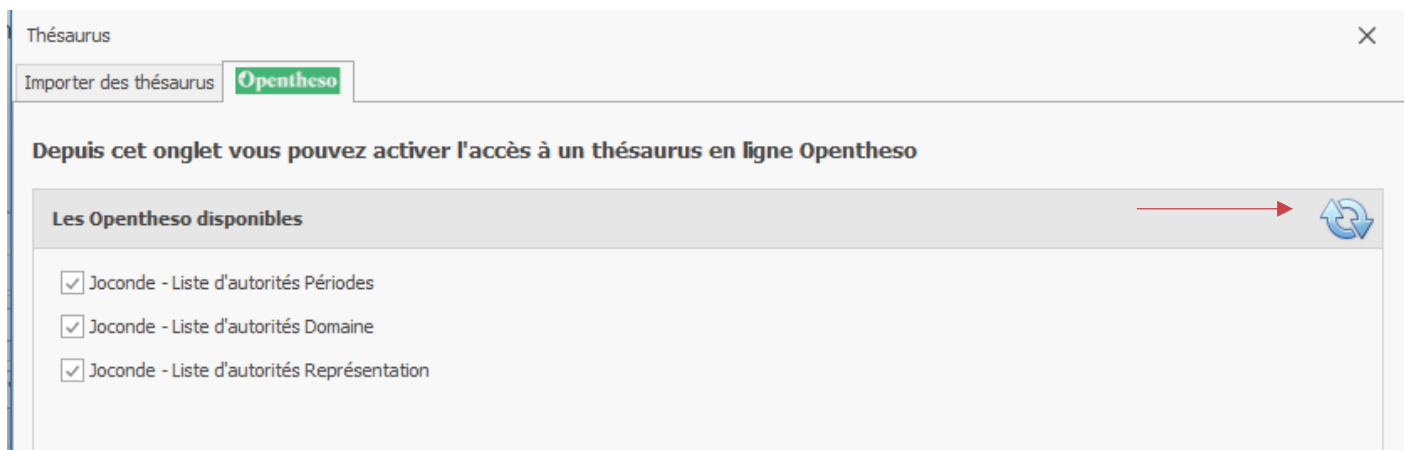 Thésaurus
Importer des thésaurus Opentheso
Depuis cet onglet vous pouvez activer l'accès à un thésaurus en ligne Opentheso
Les Opentheso disponibles
Joconde - Liste d'autorités Périodes
Joconde - Liste d'autorités Domaine
Joconde - Liste d'autorités Représentation